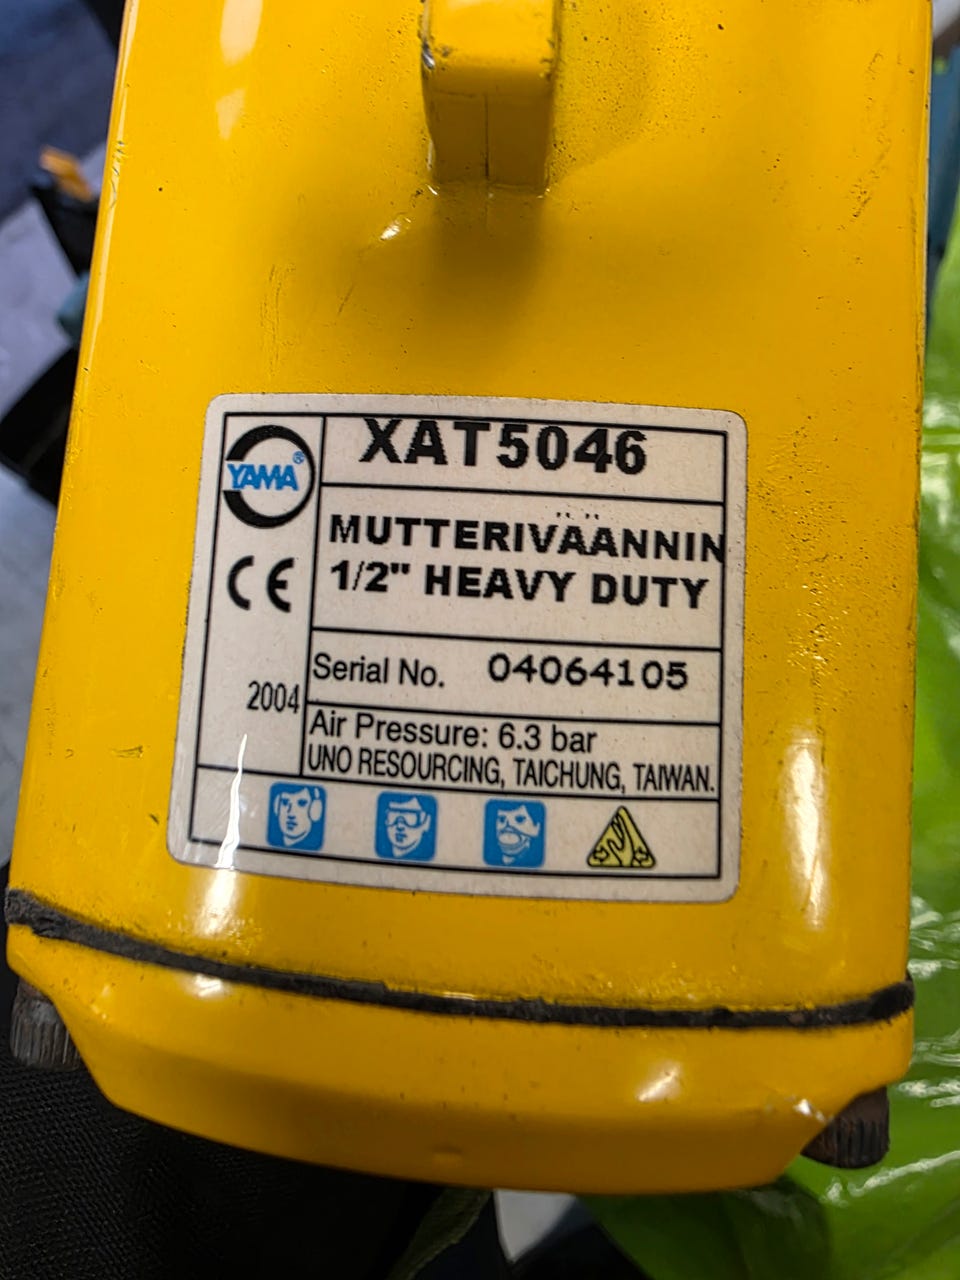 XAT5046
YAMA®
MUTTERIVÄÄNNIN
1/2" HEAVY DUTY
CE
Serial No. 04064105
2004
Air Pressure: 6.3 bar
UNO RESOURCING, TAICHUNG, TAIWAN.